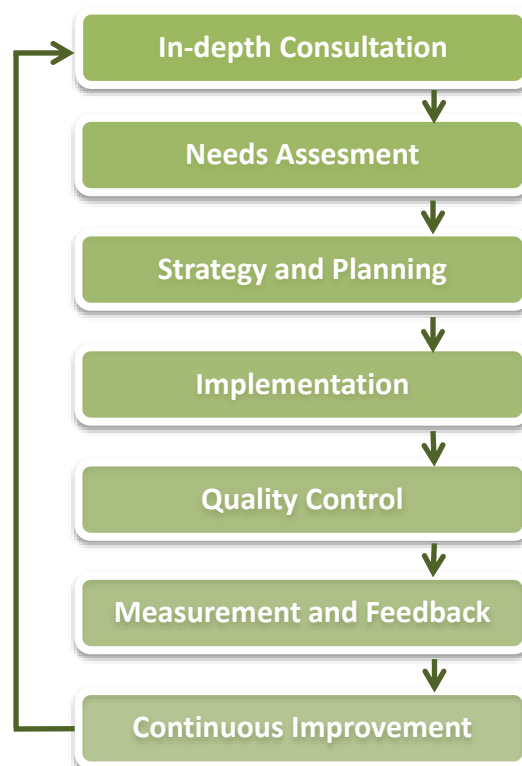 In-depth Consultation
Needs Assesment
Strategy and Planning
Implementation
Quality Control
Measurement and Feedback
Continuous Improvement